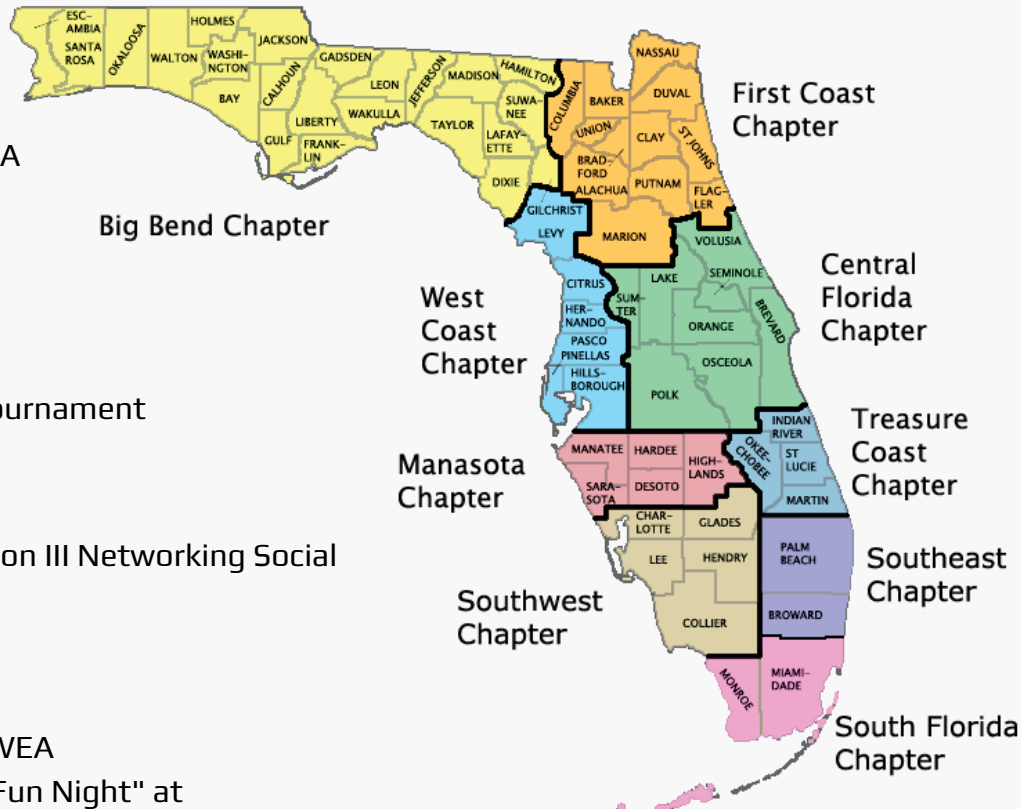 ESC-
AMBIA
SANTA
ROSA
OKALOOSA
WALTON
HOLMES
WASHI-
NGTON
JACKSON
BAY
CALHOUN
GULF
LIBERTY
FRANK-
LIN
GADSDEN
LEON
WAKULLA
JEFFERSON
MADISON
TAYLOR
HAMILTON
SUWA-
NEE
LAFAY-
ETTE
DIXIE
COLUMBIA
BAKER
NASSAU
DUVAL
UNION
CLAY
ST JOHNS
BRAD-
FORD
ALACHUA
PUTNAM
FLAG-
LER
MARION
First Coast
Chapter
A
Big Bend Chapter
GILCHRIST
LEVY
CITRUS
HER-
NANDO
PASCO
PINELLAS
HILLS-
BOROUGH
West
Coast
Chapter
VOLUSIA
LAKE
SEMINOLE
SUM-
TER
ORANGE
BREVARD
OSCEOLA
POLK
Central
Florida
Chapter
ournament
INDIAN
RIVER
OKEE-
CHOBEE
ST
LUCIE
MARTIN
Treasure
Coast
Chapter
MANATEE
HARDEE
HIGH-
LANDS
SARA-
SOTA
DESOTO
Manasota
Chapter
on III Networking Social
CHAR-
LOTTE
GLADES
LEE
HENDRY
COLLIER
Southwest
Chapter
PALM
BEACH
BROWARD
Southeast
Chapter
MONROE
MIAMI-
DADE
South Florida
Chapter
WEA
Fun Night" at